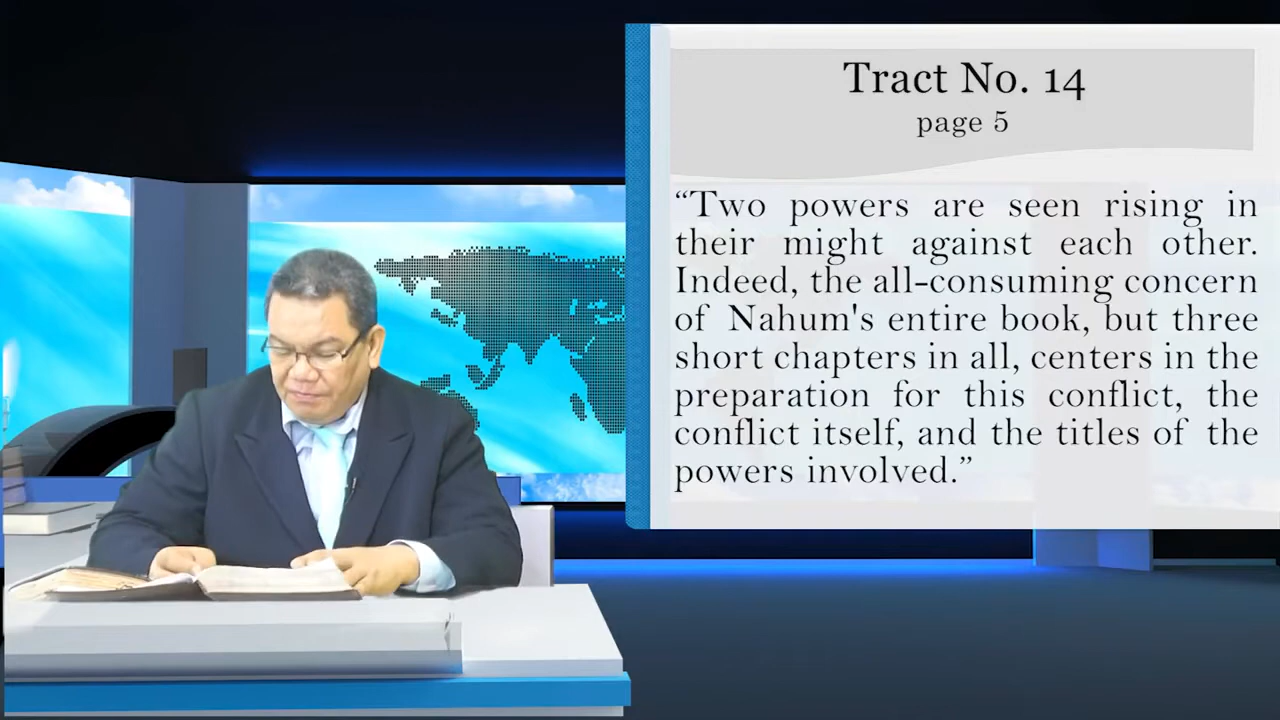 Tract No. 14
page 5
“Two powers are seen rising in
their might against each other.
Indeed, the all-consuming concern
of Nahum's entire book, but three
short chapters in all, centers in the
preparation for this conflict, the
conflict itself, and the titles of the
powers involved.”